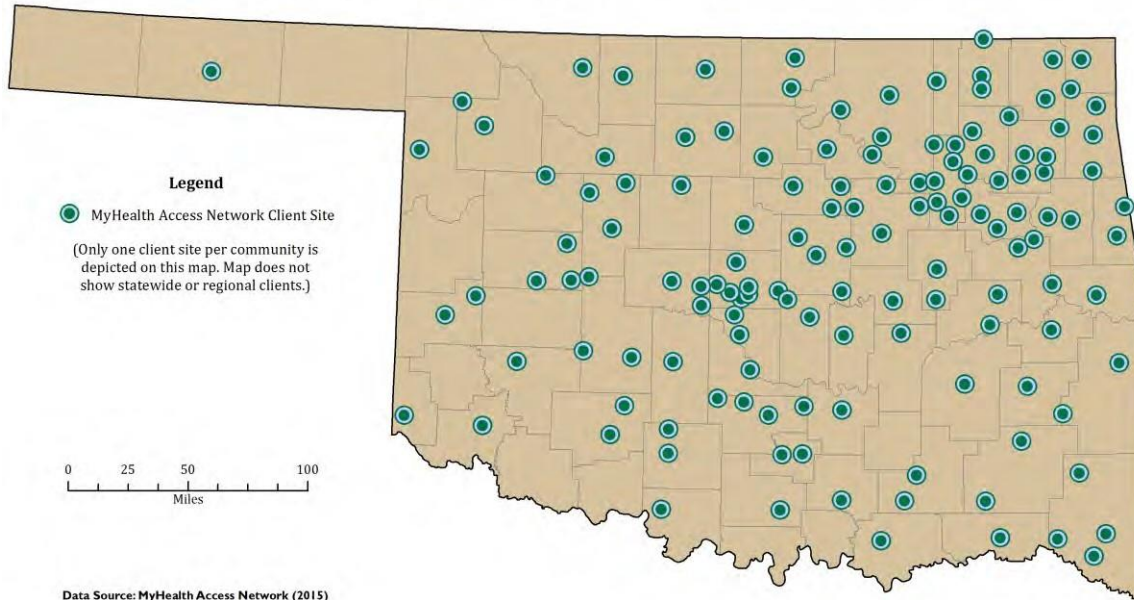 Legend
MyHealth Access Network Client Site
(Only one client site per community is
depicted on this map. Map does not
show statewide or regional clients.)
0 25 50 100
Miles
Data Source: MyHealth Access Network (2015)